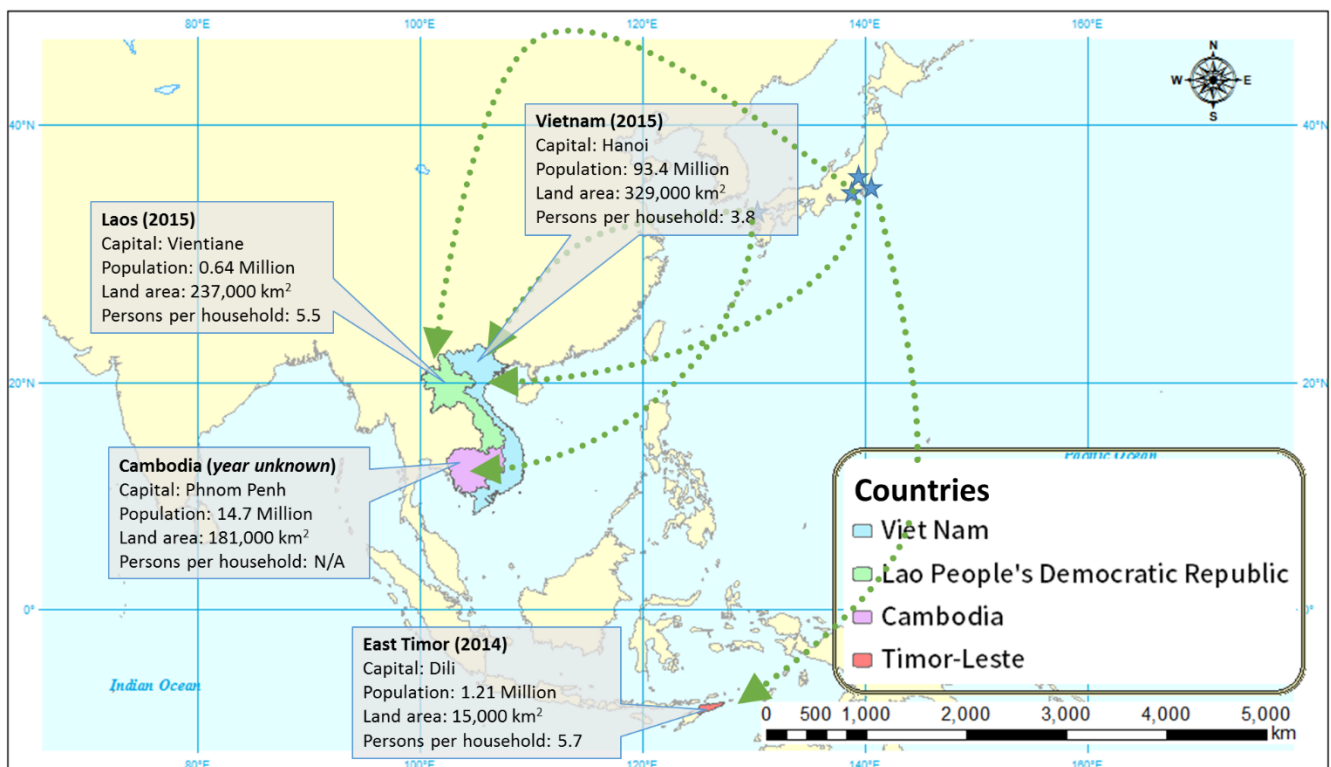 80°E
100°E
120°E
140°E
160°E
N
W
E
S
40°N
40°N
Vietnam (2015)
Capital: Hanoi
Population: 93.4 Million
Land area: 329,000 km²
Persons per household: 3.8
Laos (2015)
Capital: Vientiane
Population: 0.64 Million
Land area: 237,000 km²
Persons per household: 5.5
20°N
20°N
Cambodia (year unknown)
Capital: Phnom Penh
Population: 14.7 Million
Land area: 181,000 km²
Persons per household: N/A
Pacific Ocean
Countries
Viet Nam
Lao People's Democratic Republic
Cambodia
Timor-Leste
0°
0°
East Timor (2014)
Capital: Dili
Population: 1.21 Million
Land area: 15,000 km²
Persons per household: 5.7
Indian Ocean
0 500 1,000 2,000 3,000 4,000 5,000
km
80°E
100°E
120°E
140°E
160°E